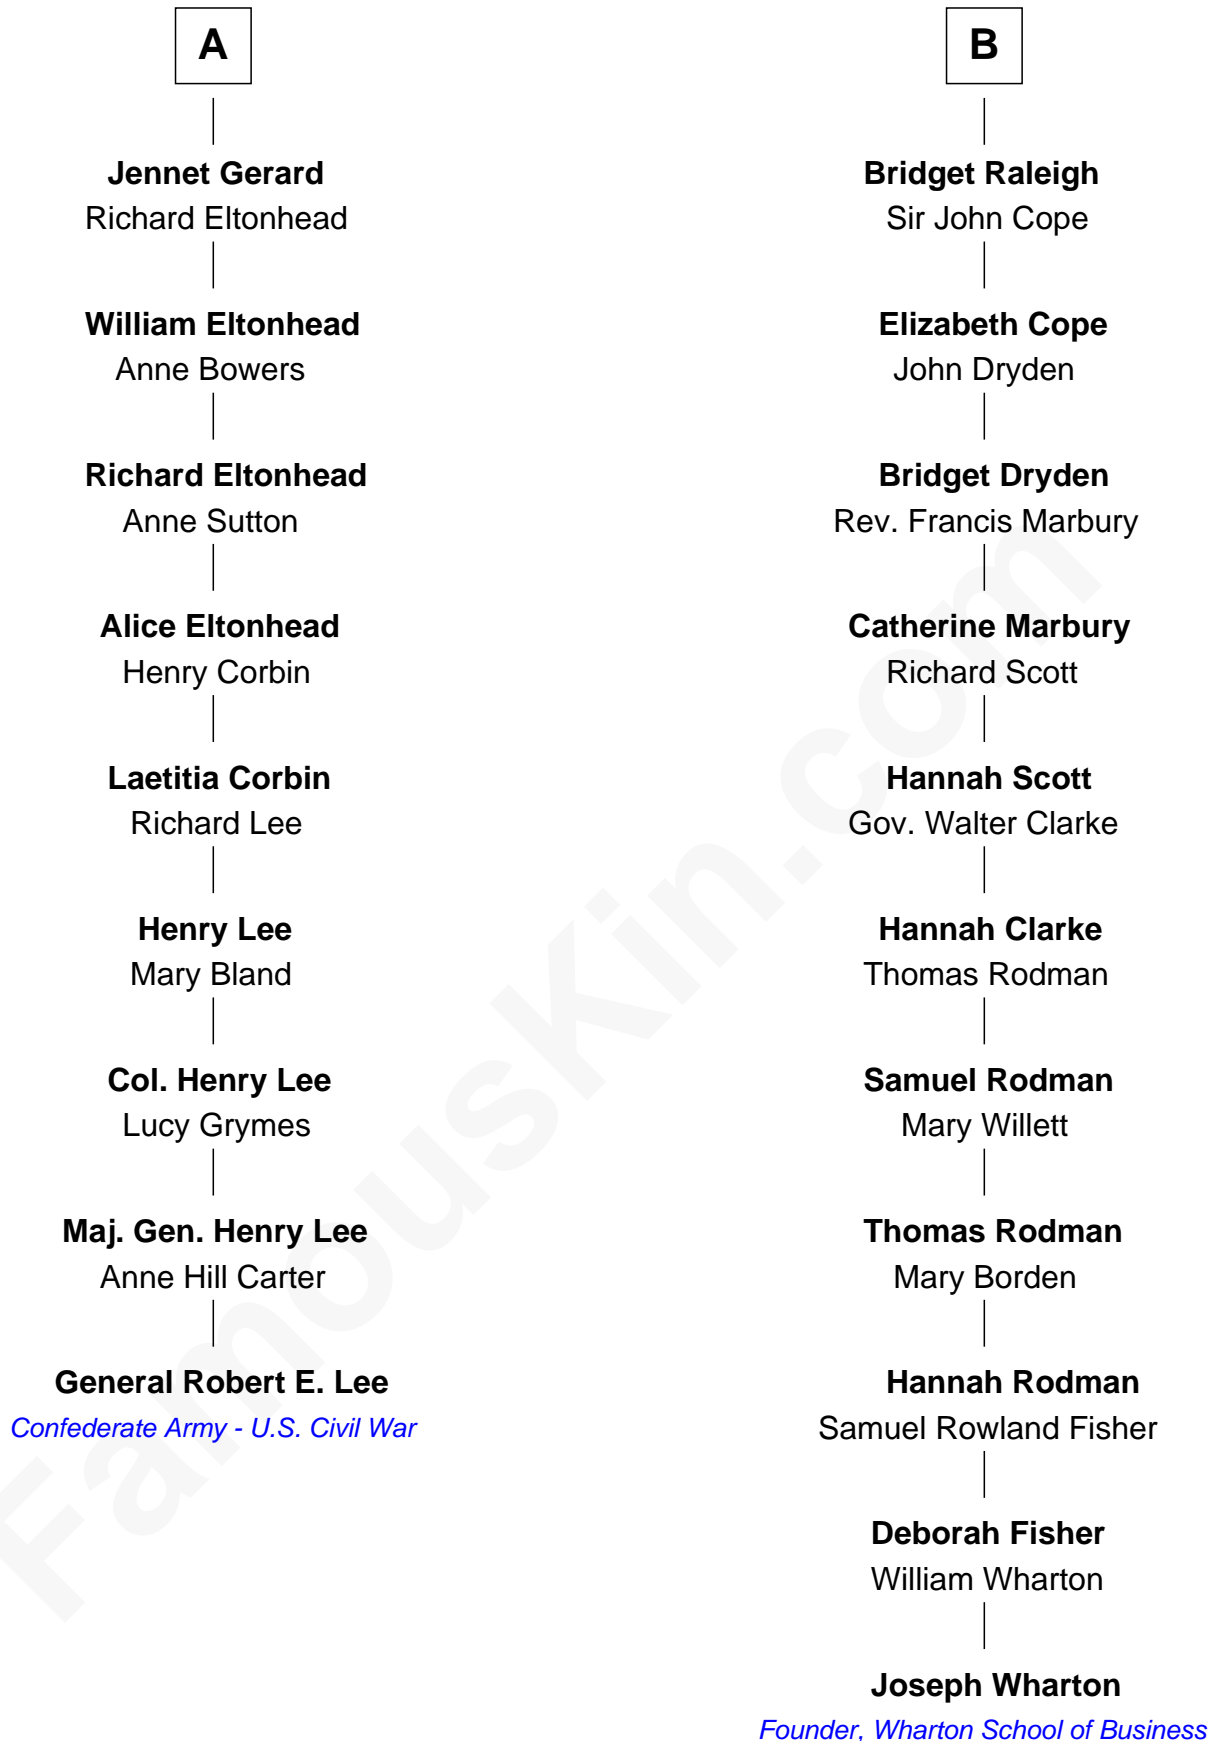 A
Jennet Gerard
Richard Eltonhead
William Eltonhead
Anne Bowers
Richard Eltonhead
Anne Sutton
Alice Eltonhead
Henry Corbin
Laetitia Corbin
Richard Lee
Henry Lee
Mary Bland
Col. Henry Lee
Lucy Grymes
Maj. Gen. Henry Lee
Anne Hill Carter
General Robert E. Lee
Confederate Army - U.S. Civil War
B
Bridget Raleigh
Sir John Cope
Elizabeth Cope
John Dryden
Bridget Dryden
Rev. Francis Marbury
Catherine Marbury
Richard Scott
Hannah Scott
Gov. Walter Clarke
Hannah Clarke
Thomas Rodman
Samuel Rodman
Mary Willett
Thomas Rodman
Mary Borden
Hannah Rodman
Samuel Rowland Fisher
Deborah Fisher
William Wharton
Joseph Wharton
Founder, Wharton School of Business
FamousKin.com